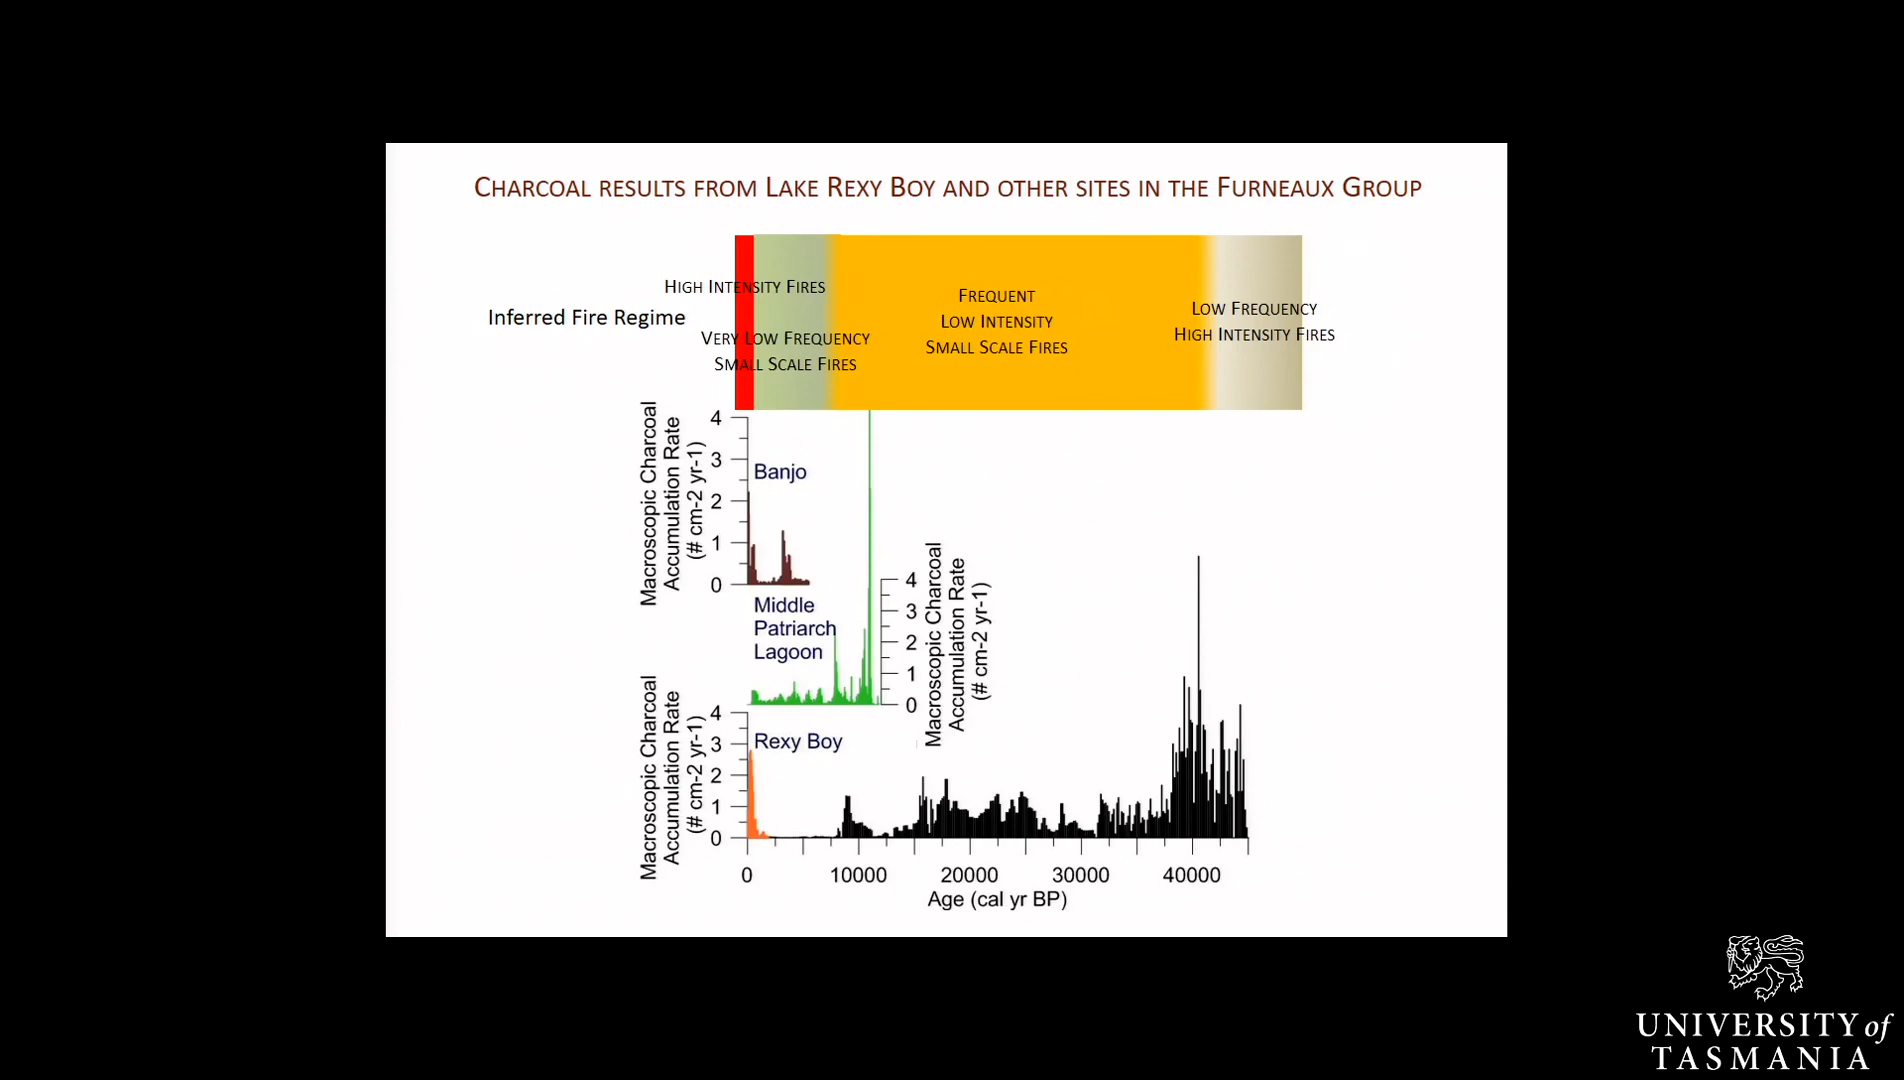 CHARCOAL RESULTS FROM LAKE REXY BOY AND OTHER SITES IN THE FURNEAUX GROUP
Inferred Fire Regime
HIGH INTENSITY FIRES
VERY LOW FREQUENCY
SMALL SCALE FIRES
FREQUENT
LOW INTENSITY
SMALL SCALE FIRES
LOW FREQUENCY
HIGH INTENSITY FIRES
Macroscopic Charcoal
Accumulation Rate
(# cm-2 yr-1)
4
3
2
1
0
Banjo
Middle
Patriarch
Lagoon
4
3
2
1
0
Macroscopic Charcoal
Accumulation Rate
(# cm-2 yr-1)
Macroscopic Charcoal
Accumulation Rate
(# cm-2 yr-1)
4
3
2
1
0
Rexy Boy
0 10000 20000 30000 40000
Age (cal yr BP)
UNIVERSITY of
TASMANIA